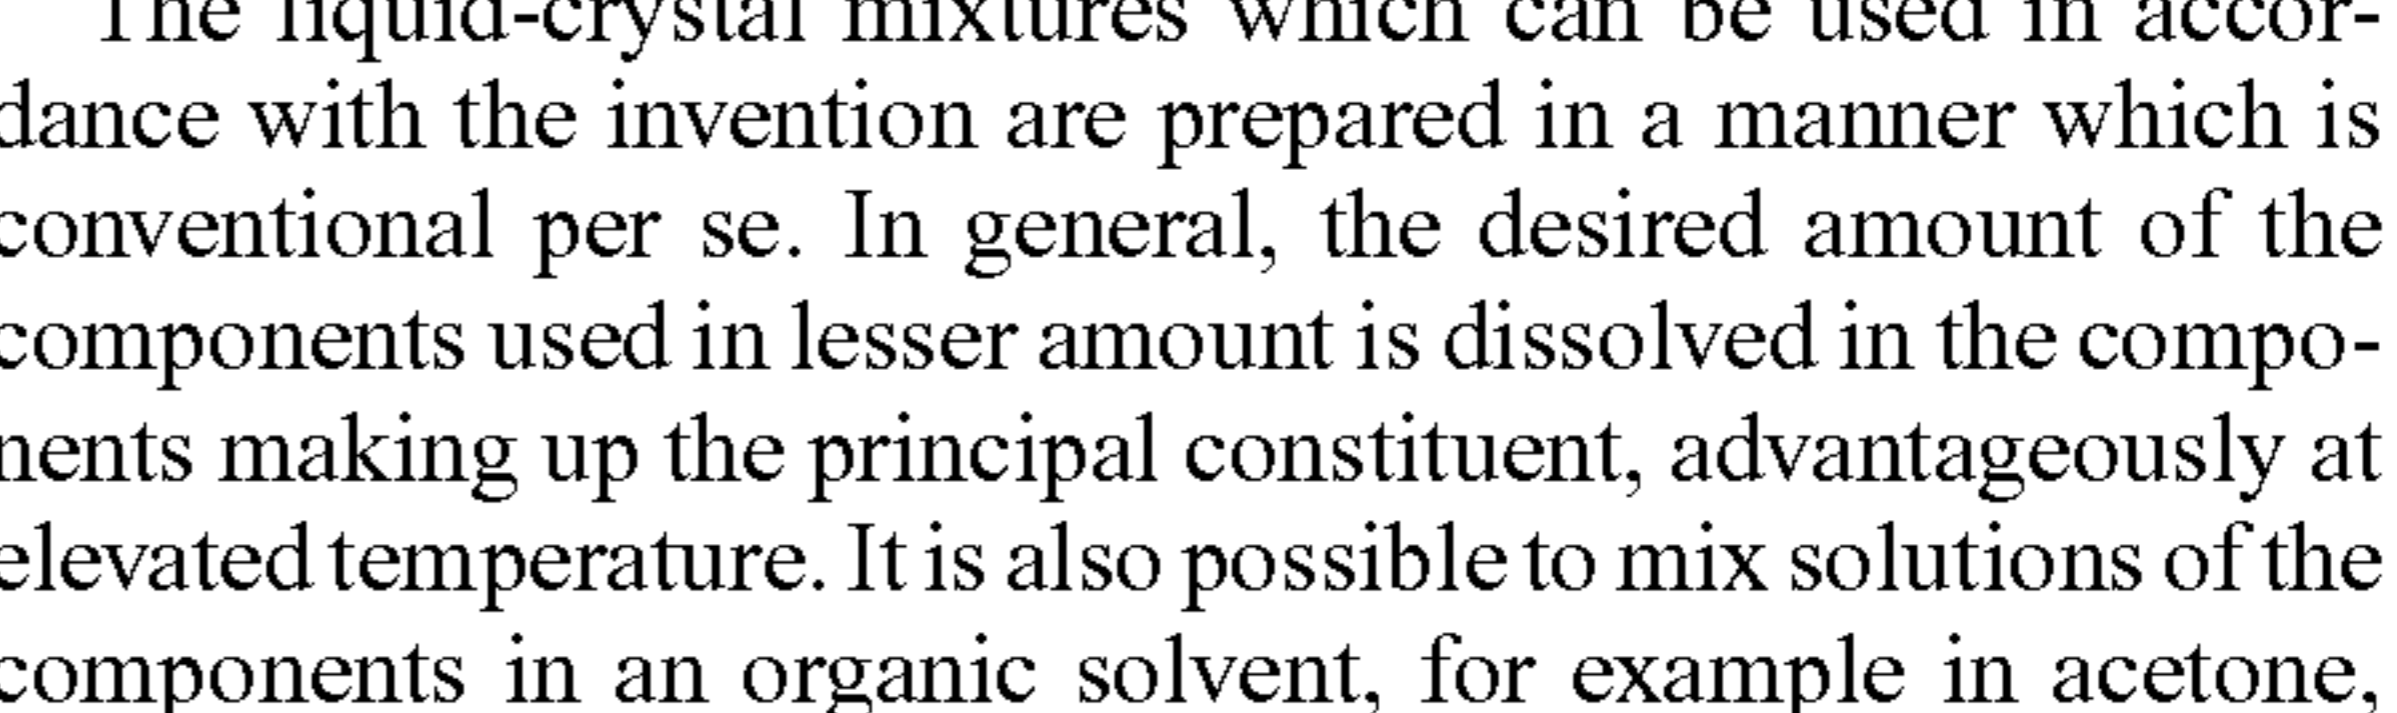 The liquid-crystal mixtures which can be used in accor-
dance with the invention are prepared in a manner which is
conventional per se. In general, the desired amount of the
components used in lesser amount is dissolved in the compo-
nents making up the principal constituent, advantageously at
elevated temperature. It is also possible to mix solutions of the
components in an organic solvent, for example in acetone,